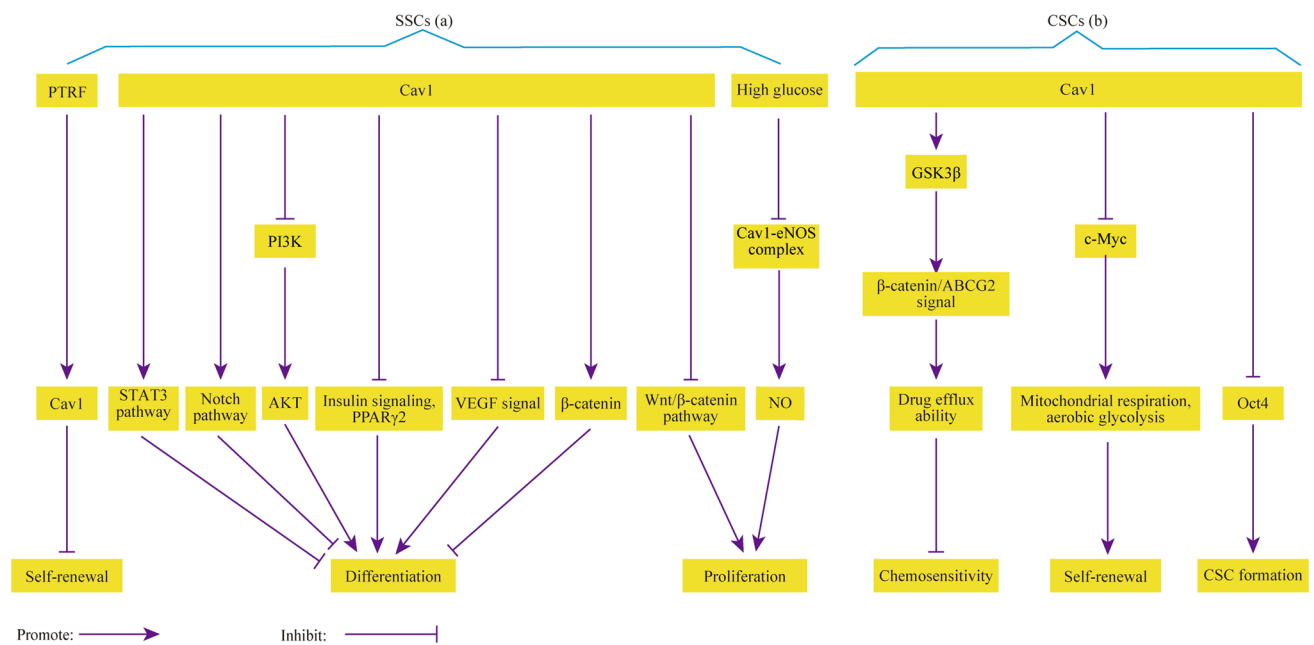 SSCs (a)
CSCs (b)
PTRF
Cav1
High glucose
Cav1
GSK3β
PI3K
Cav1-eNOS
complex
c-Myc
β-catenin/ABCG2
signal
Cav1
STAT3
pathway
Notch
pathway
AKT
Insulin signaling,
PPARγ2
VEGF signal
β-catenin
Wnt/β-catenin
pathway
NO
Drug efflux
ability
Mitochondrial respiration,
aerobic glycolysis
Oct4
Self-renewal
Differentiation
Proliferation
Chemosensitivity
Self-renewal
CSC formation
Promote:
Inhibit: